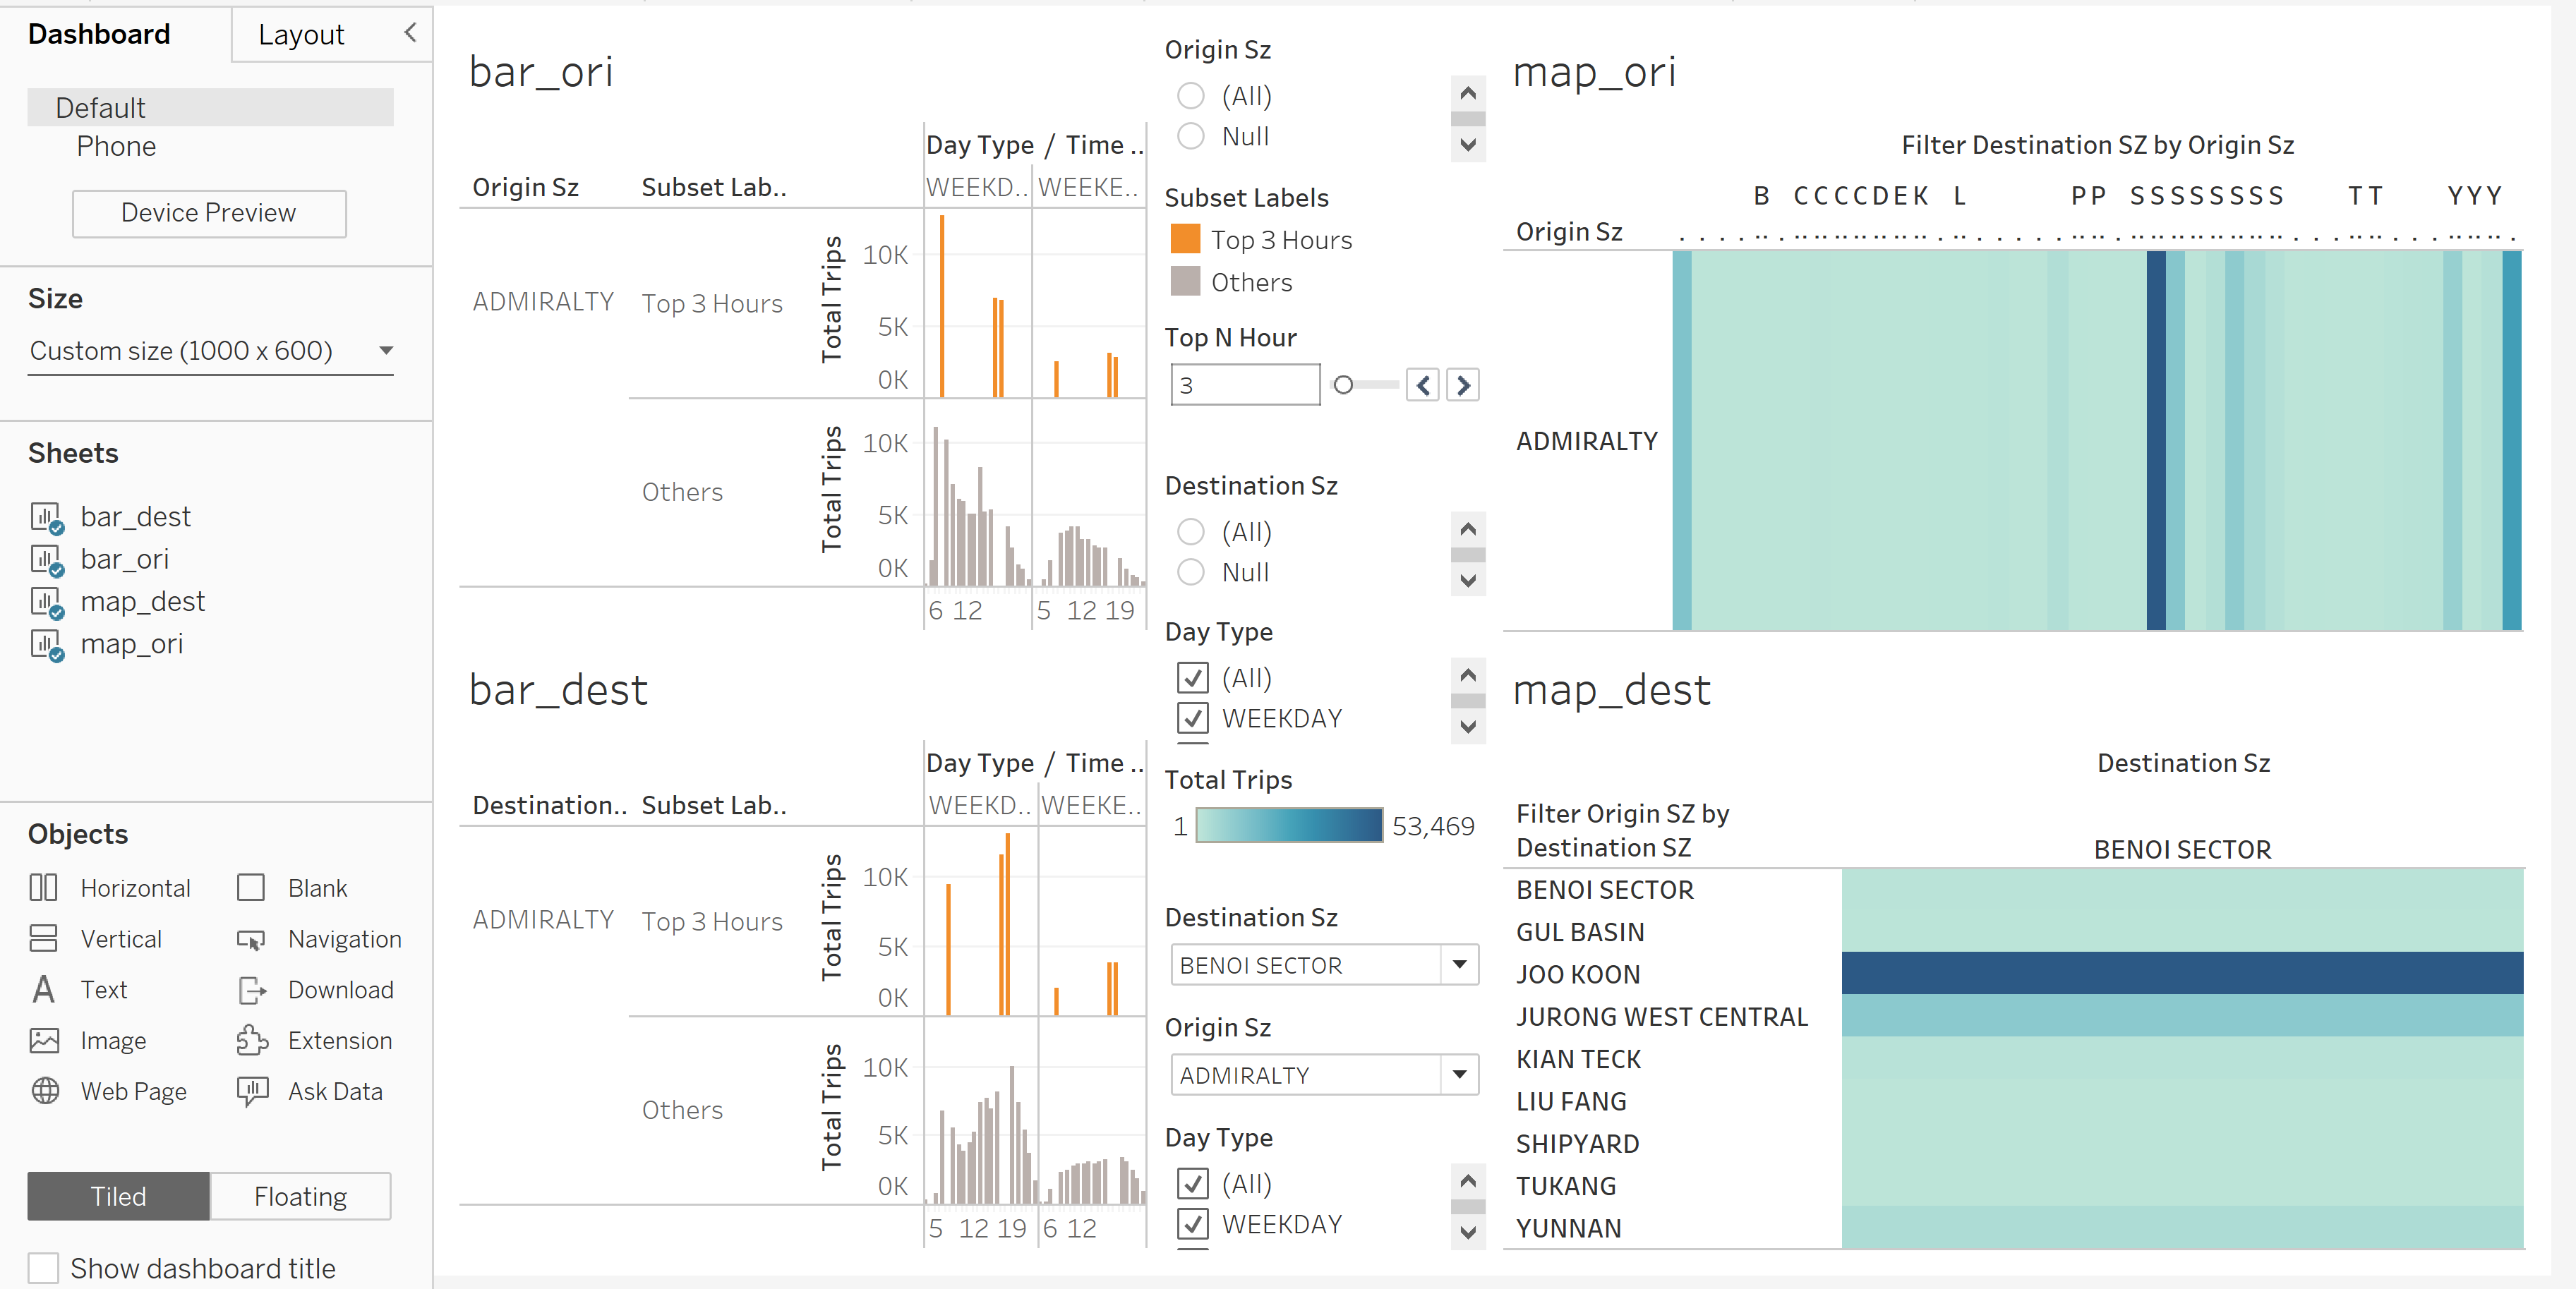 Dashboard
Layout
Default
Phone
Device Preview
Size
Custom size (1000 x 600)
Sheets
bar_dest
bar_ori
map_dest
map_ori
Objects
Horizontal
Blank
Vertical
Navigation
Text
Download
Image
Extension
Web Page
Ask Data
Tiled
Floating
Show dashboard title
bar_ori
Day Type / Time ..
Origin Sz
Subset Lab..
WEEKD..
WEEKE..
ADMIRALTY
Top 3 Hours
Total Trips
10K
5K
0K
Others
Total Trips
10K
5K
0K
6 12
5 12 19
bar_dest
Day Type / Time ..
Destination..
Subset Lab..
WEEKD..
WEEKE..
ADMIRALTY
Top 3 Hours
Total Trips
10K
5K
0K
Others
Total Trips
10K
5K
0K
5 12 19
6 12
Origin Sz
(All)
Null
Subset Labels
Top 3 Hours
Others
Top N Hour
3
Destination Sz
(All)
Null
Day Type
(All)
WEEKDAY
Total Trips
1
53,469
Destination Sz
BENOI SECTOR
Origin Sz
ADMIRALTY
Day Type
(All)
WEEKDAY
map_ori
Filter Destination SZ by Origin Sz
B C C C C D E K L P P S S S S S S S S T T Y Y Y
Origin Sz
ADMIRALTY
map_dest
Destination Sz
Filter Origin SZ by
Destination SZ
BENOI SECTOR
BENOI SECTOR
GUL BASIN
JOO KOON
JURONG WEST CENTRAL
KIAN TECK
LIU FANG
SHIPYARD
TUKANG
YUNNAN